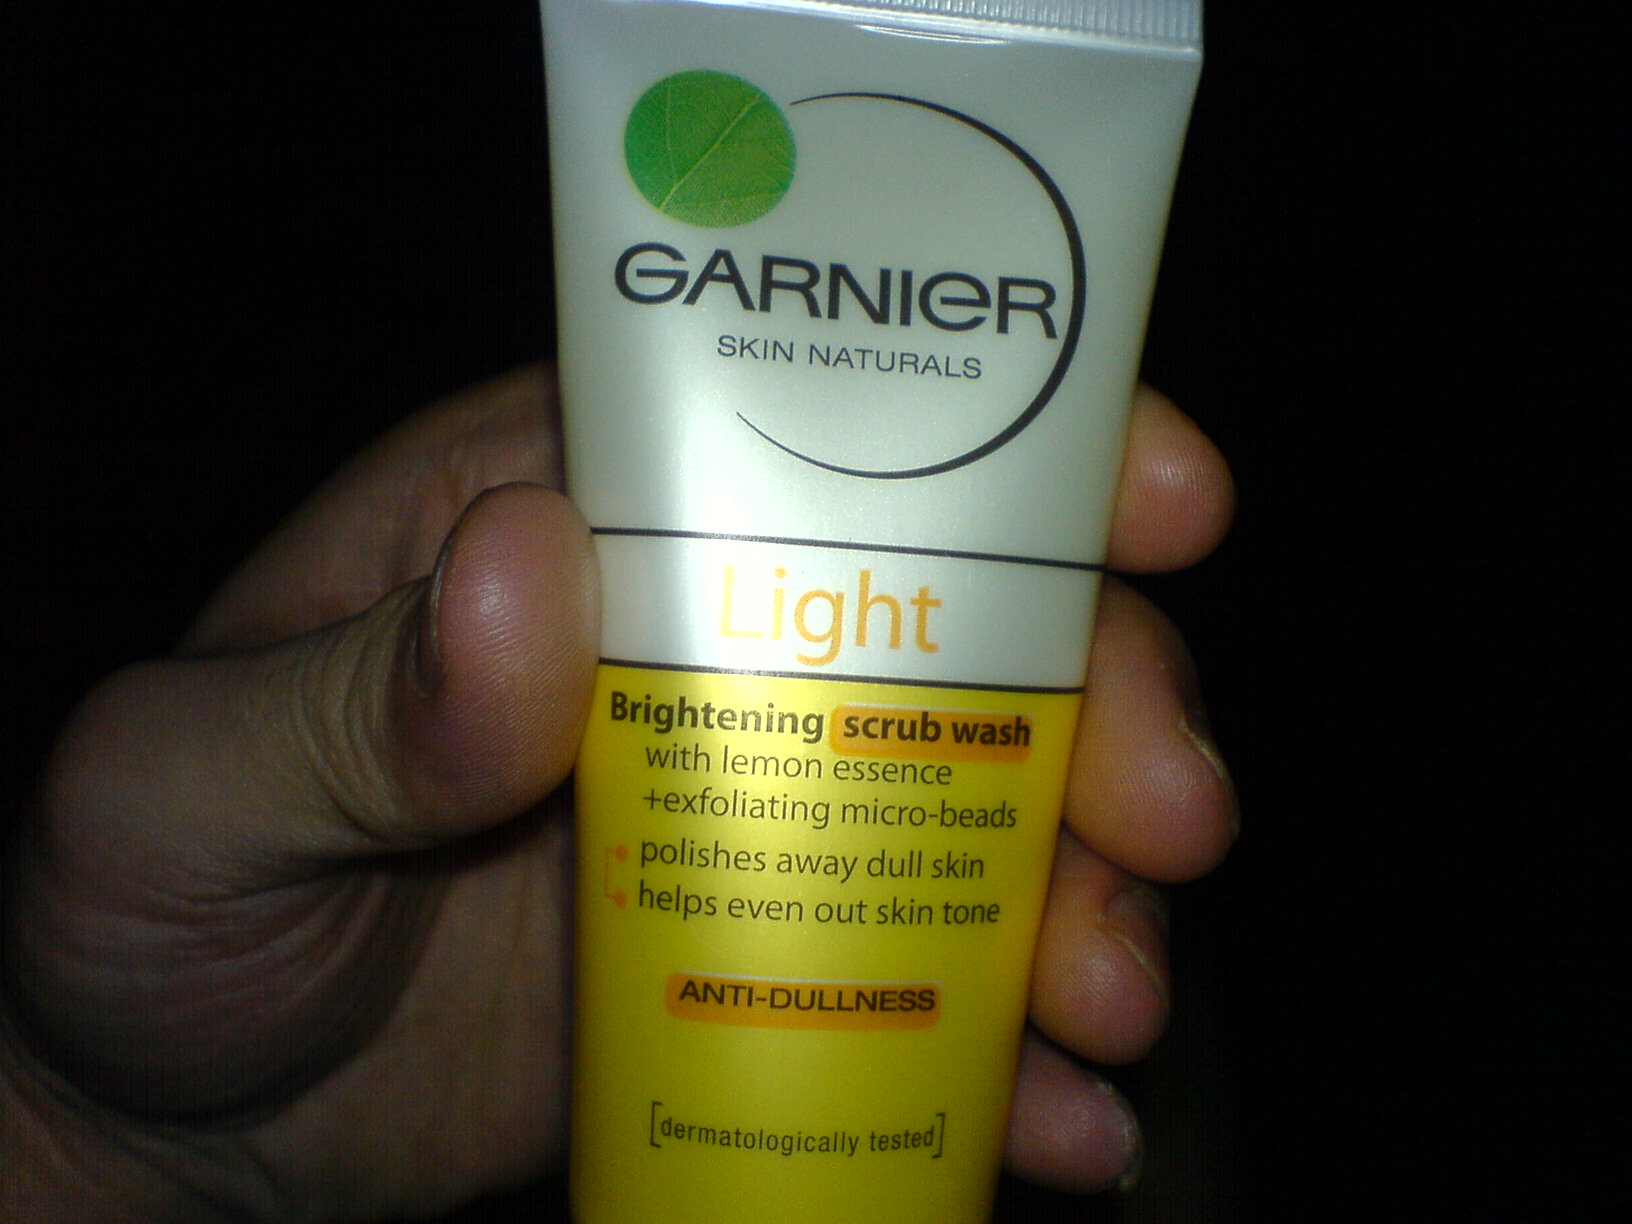 GARNIER
SKIN NATURALS
Light
Brightening scrub wash
with lemon essence
+exfoliating micro-beads
polishes away dull skin
helps even out skin tone
ANTI-DULLNESS
[dermatologically tested]